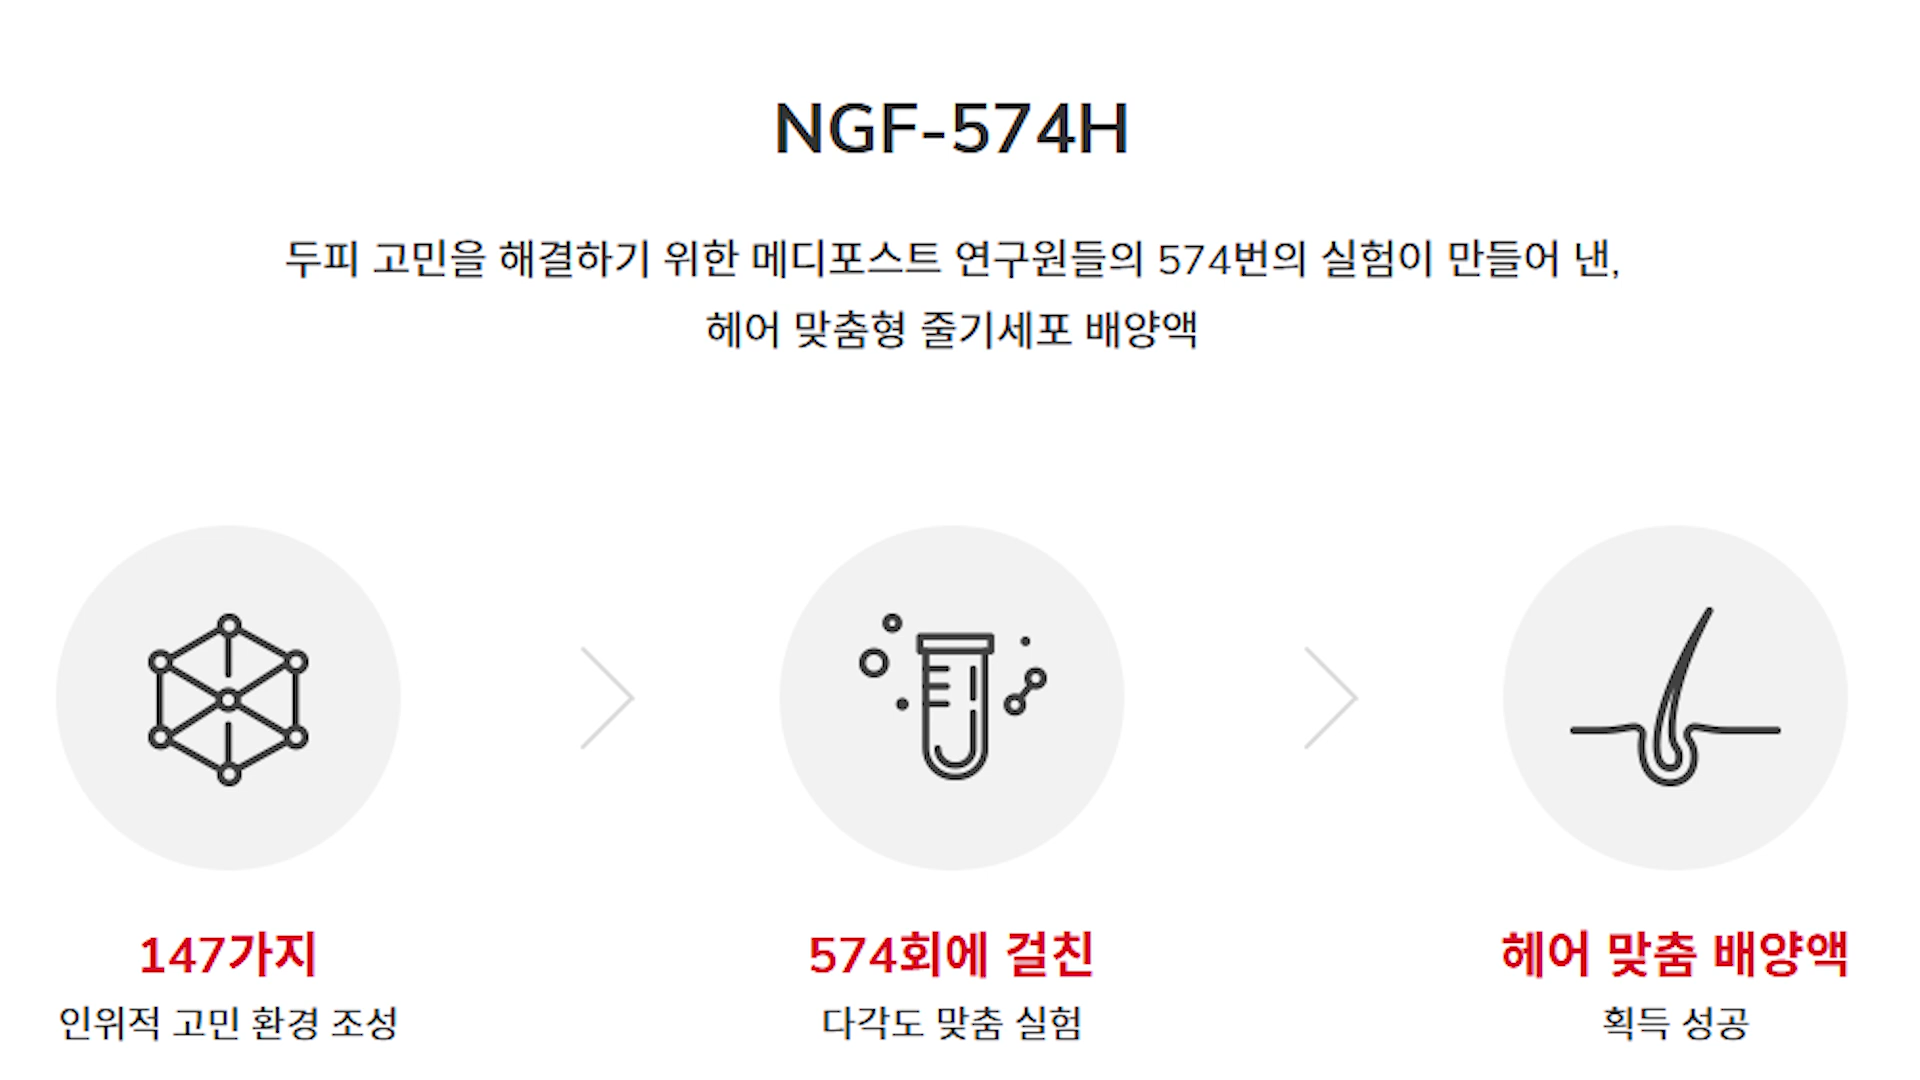 NGF-574H
두피 고민을 해결하기 위한 메디포스트 연구원들의 574번의 실험이 만들어 낸,
헤어 맞춤형 줄기세포 배양액
147가지
인위적 고민 환경 조성
574회에 걸친
다각도 맞춤 실험
헤어 맞춤 배양액
획득 성공